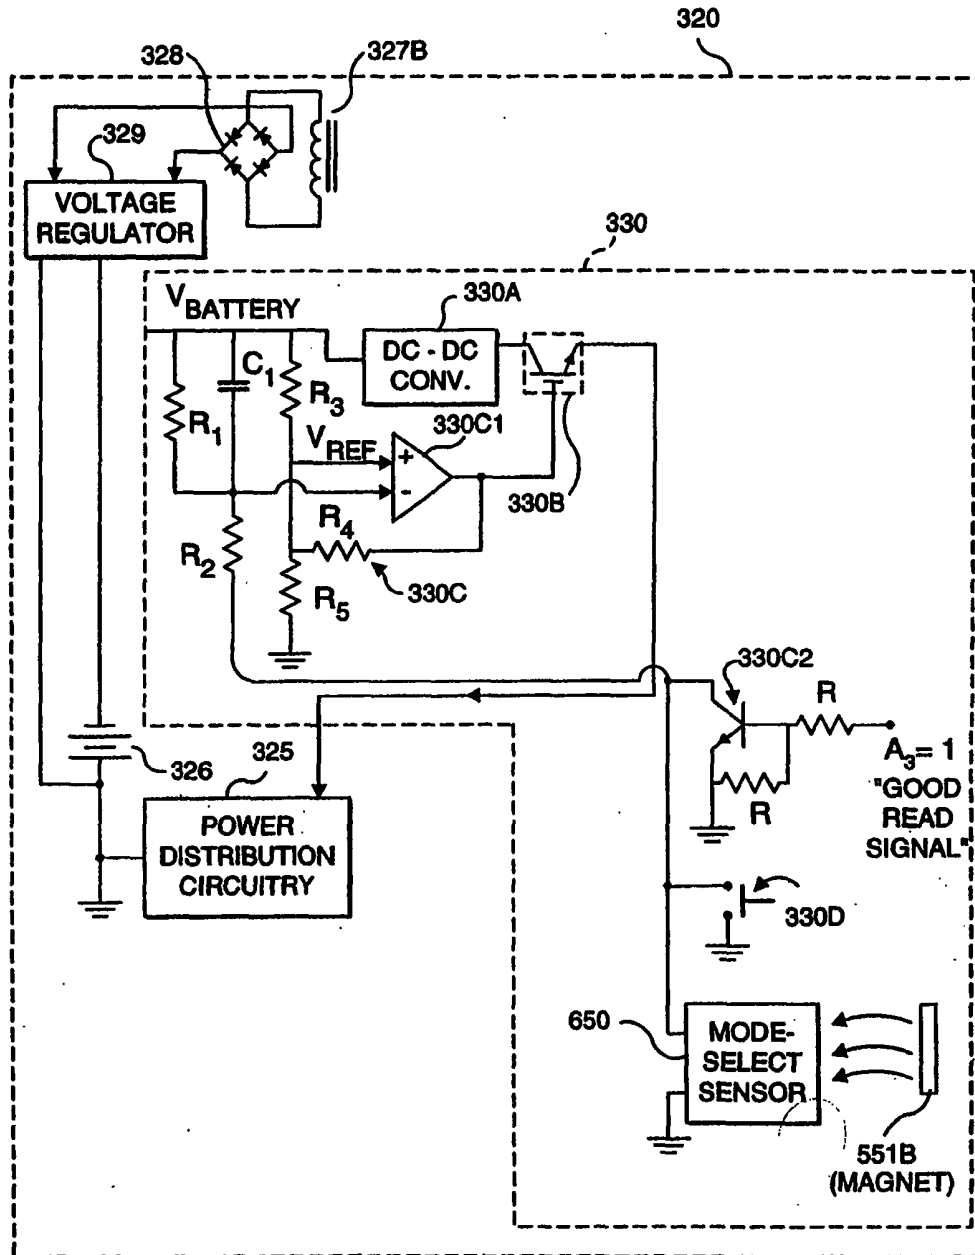 320
328
327B
329
VOLTAGE
REGULATOR
330
V BATTERY
330A
DC - DC
CONV.
C1
R3
R1
330C1
VREF
+
-
330B
R4
R2
330C
R5
330C2
R
A3= 1
"GOOD
READ
SIGNAL"
R
326
325
POWER
DISTRIBUTION
CIRCUITRY
330D
650
MODE-
SELECT
SENSOR
551B
(MAGNET)